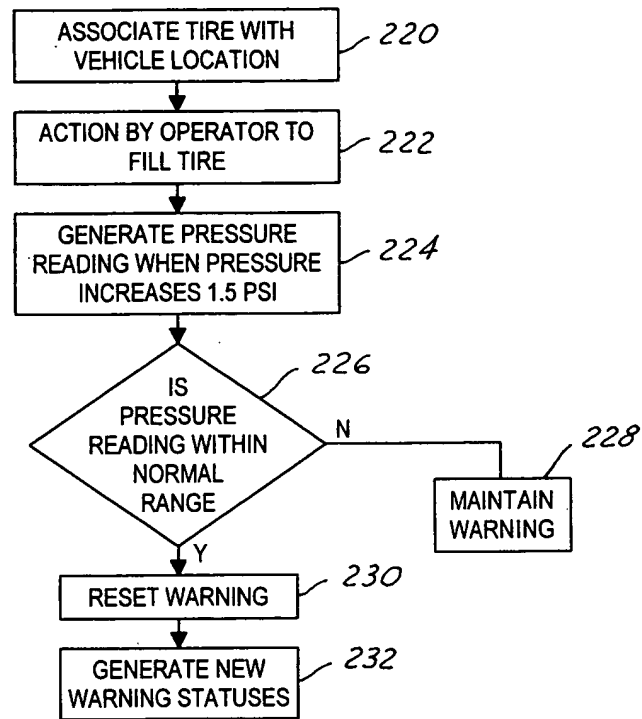 ASSOCIATE TIRE WITH
VEHICLE LOCATION
220
ACTION BY OPERATOR TO
FILL TIRE
222
GENERATE PRESSURE
READING WHEN PRESSURE
INCREASES 1.5 PSI
224
IS
PRESSURE
READING WITHIN
NORMAL
RANGE
226
N
228
MAINTAIN
WARNING
Y
RESET WARNING
230
GENERATE NEW
WARNING STATUSES
232